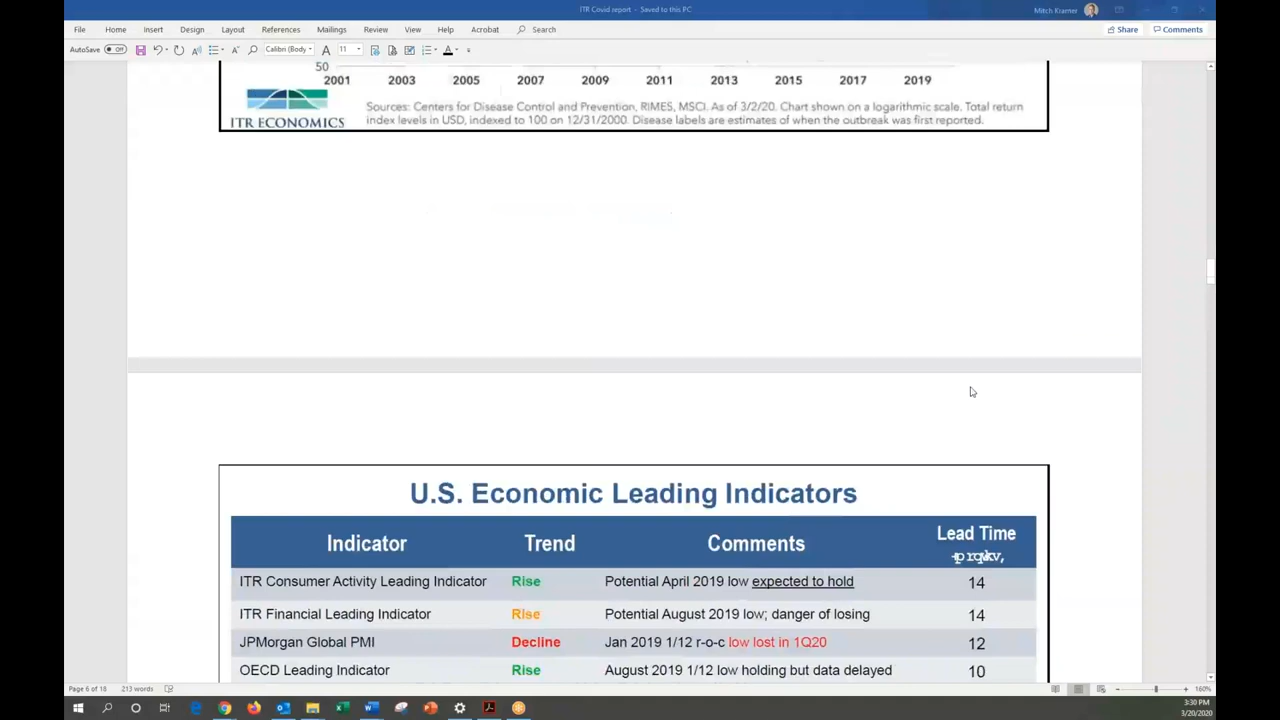 ITR Covid report - Saved to this PC
Mitch Kramer
File Home Insert Design Layout References Mailings Review View Help Acrobat Search
Share Comments
AutoSave Off Calibri (Body 11
50
2001 2003 2005 2007 2009 2011 2013 2015 2017 2019
ITR ECONOMICS
Sources: Centers for Disease Control and Prevention, RIMES, MSCI. As of 3/2/20. Chart shown on a logarithmic scale. Total return
index levels in USD, indexed to 100 on 12/31/2000. Disease labels are estimates of when the outbreak was first reported.
U.S. Economic Leading Indicators
Indicator Trend Comments Lead Time
ITR Consumer Activity Leading Indicator Rise Potential April 2019 low expected to hold 14
ITR Financial Leading Indicator Rise Potential August 2019 low; danger of losing 14
JPMorgan Global PMI Decline Jan 2019 1/12 r-o-c low lost in 1Q20 12
OECD Leading Indicator Rise August 2019 1/12 low holding but data delayed 10
Page 6 of 18 213 words 160%
3:30 PM
3/20/2020